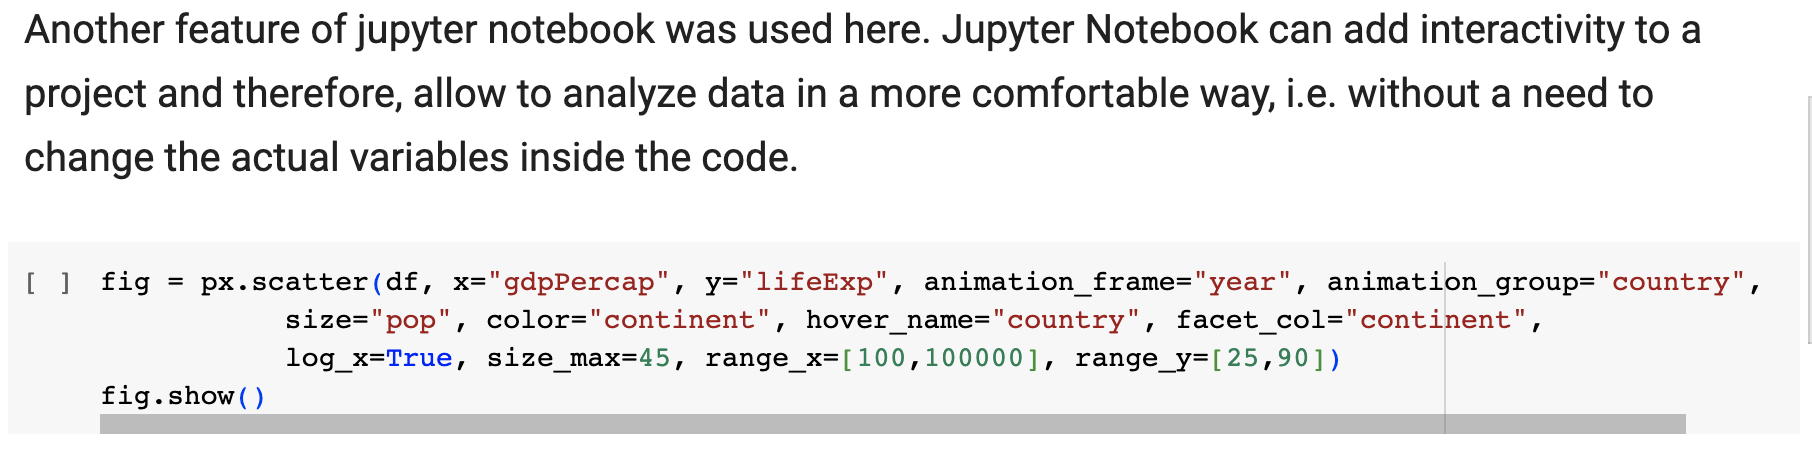 Another feature of jupyter notebook was used here. Jupyter Notebook can add interactivity to a
project and therefore, allow to analyze data in a more comfortable way, i.e. without a need to
change the actual variables inside the code.
[ ] fig = px.scatter(df, x="gdpPercap", y="lifeExp", animation_frame="year", animation_group="country",
size="pop", color="continent", hover_name="country", facet_col="continent",
log_x=True, size_max=45, range_x=[100,100000], range_y=[25,90])
fig.show()